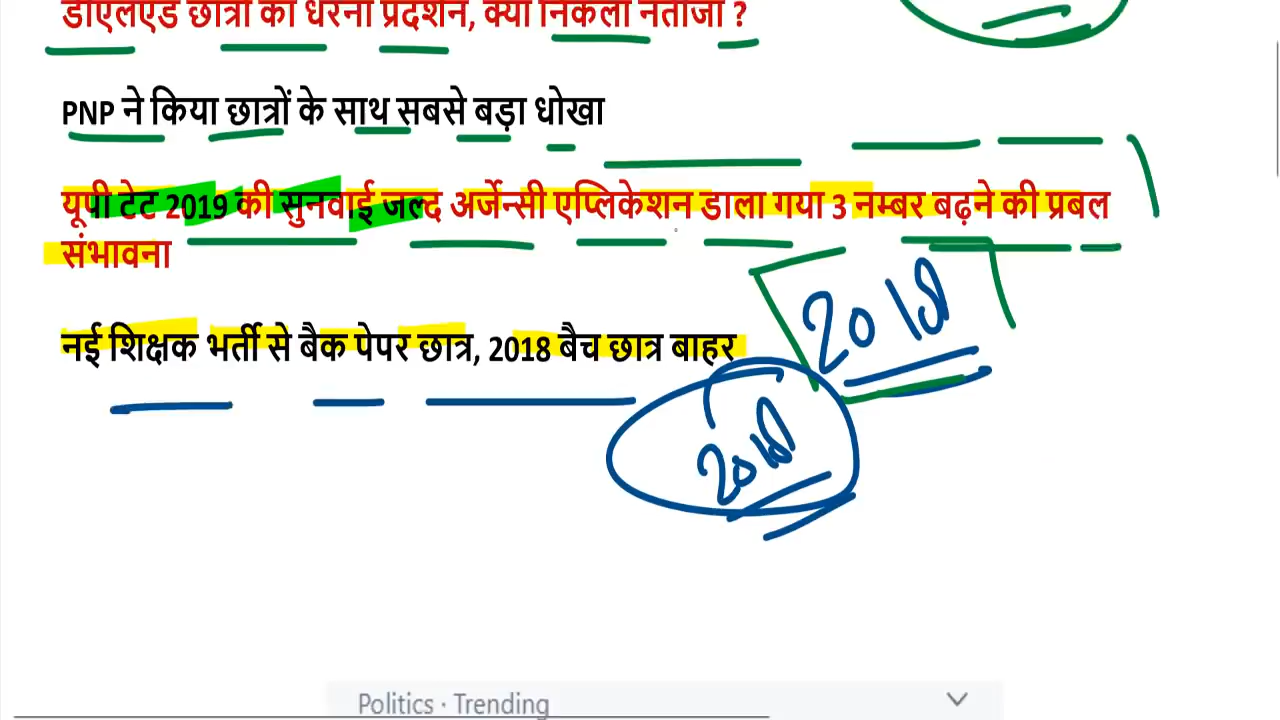 डीएलएड छात्रों का धरना प्रदर्शन, क्या निकला नतीजा ?
PNP ने किया छात्रों के साथ सबसे बड़ा धोखा
यूपी टेट 2019 की सुनवाई जल्द अर्जेन्सी एप्लिकेशन डाला गया 3 नम्बर बढ़ने की प्रबल
संभावना
2018
नई शिक्षक भर्ती से बैक पेपर छात्र, 2018 बैच छात्र बाहर
2018
Politics · Trending